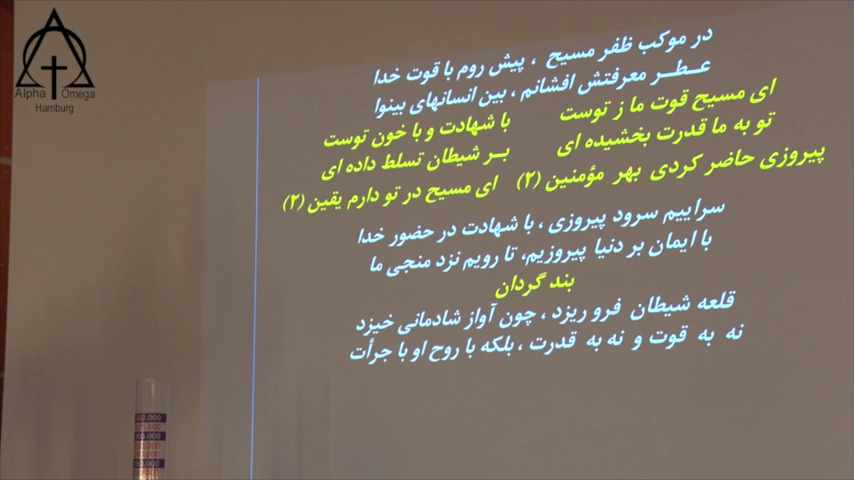 Alpha Omega
Hamburg
در موکب ظفر مسیح ، پیش روم با قوت خدا
عـطـر معرفتش افشانم ، بین انسانهای بینوا
ای مسیح قوت ما ز توست با شهادت و با خون توست
تو به ما قدرت بخشیده ای بـر شیطان تسلط داده ای
پیروزی حاضر کردی بهر مؤمنین (۲) ای مسیح در تو دارم یقین (۲)
سراییم سرود پیروزی ، با شهادت در حضور خدا
با ایمان بر دنیا پیروزیم، تا رویم نزد منجی ما
بند گردان
قلعه شیطان فرو ریزد ، چون آواز شادمانی خیزد
نه به قوت و نه به قدرت ، بلکه با روح او با جرأت